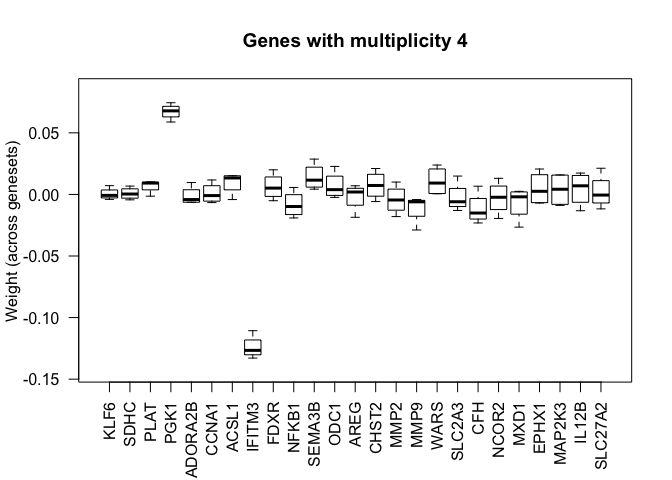 Genes with multiplicity 4
Weight (across genesets)
0.05
0.00
-0.05
-0.10
-0.15
KLF6
SDHC
PLAT
PGK1
ADORA2B
CCNA1
ACSL1
IFITM3
FDXR
NFKB1
SEMA3B
ODC1
AREG
CHST2
MMP2
MMP9
WARS
SLC2A3
CFH
NCOR2
MXD1
EPHX1
MAP2K3
IL12B
SLC27A2